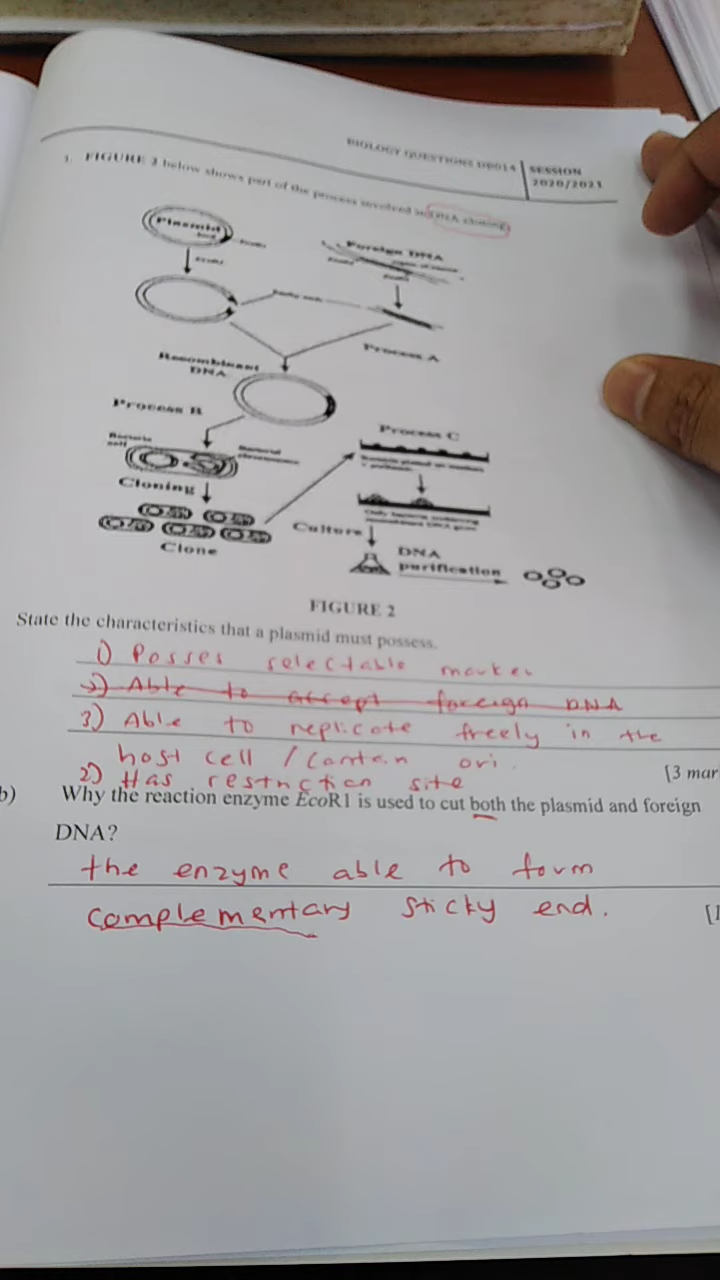 BIOLOGY QUESTIONS DB014
SESSION
2020/2021
1. FIGURE 2 below shows part of the process involved in DNA cloning
Plasmid
Foreign DNA
Process A
Recombinant
DNA
Process B
Process C
Bacterial
chromosome
Cloning
Clone
Culture
DNA
purification
FIGURE 2
State the characteristics that a plasmid must possess.
1) Posses selectable marker
2) Able to accept foreign DNA
3) Able to replicate freely in the
host cell / contain ori.
2) Has restriction site
[3 mar
b) Why the reaction enzyme EcoR1 is used to cut both the plasmid and foreign
DNA?
the enzyme able to form
complementary sticky end.